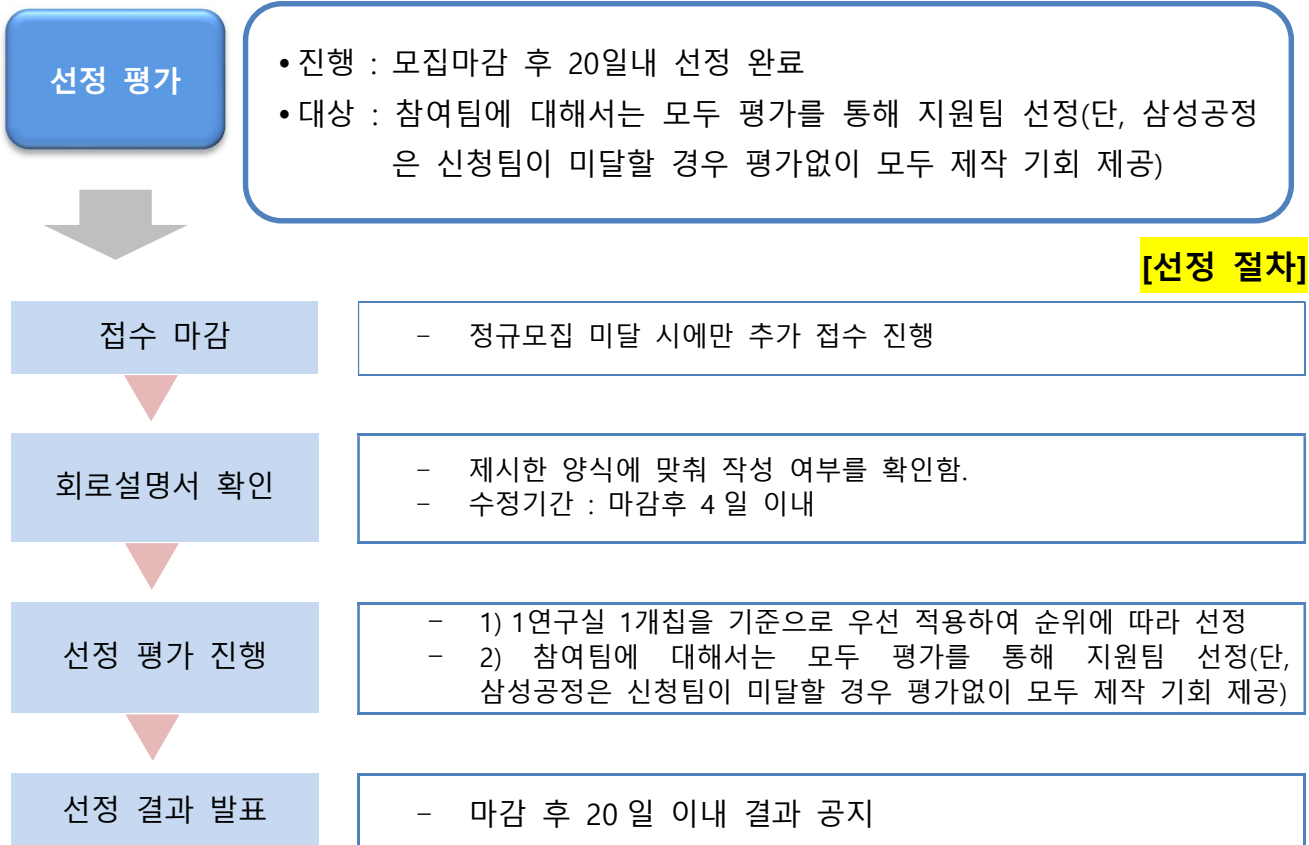 선정 평가
• 진행 : 모집마감 후 20일내 선정 완료
• 대상 : 참여팀에 대해서는 모두 평가를 통해 지원팀 선정(단, 삼성공정
은 신청팀이 미달할 경우 평가없이 모두 제작 기회 제공)
[선정 절차]
접수 마감
- 정규모집 미달 시에만 추가 접수 진행
회로설명서 확인
- 제시한 양식에 맞춰 작성 여부를 확인함.
- 수정기간 : 마감후 4일 이내
선정 평가 진행
- 1) 1연구실 1개칩을 기준으로 우선 적용하여 순위에 따라 선정
- 2) 참여팀에 대해서는 모두 평가를 통해 지원팀 선정(단,
삼성공정은 신청팀이 미달할 경우 평가없이 모두 제작 기회 제공)
선정 결과 발표
- 마감 후 20일 이내 결과 공지